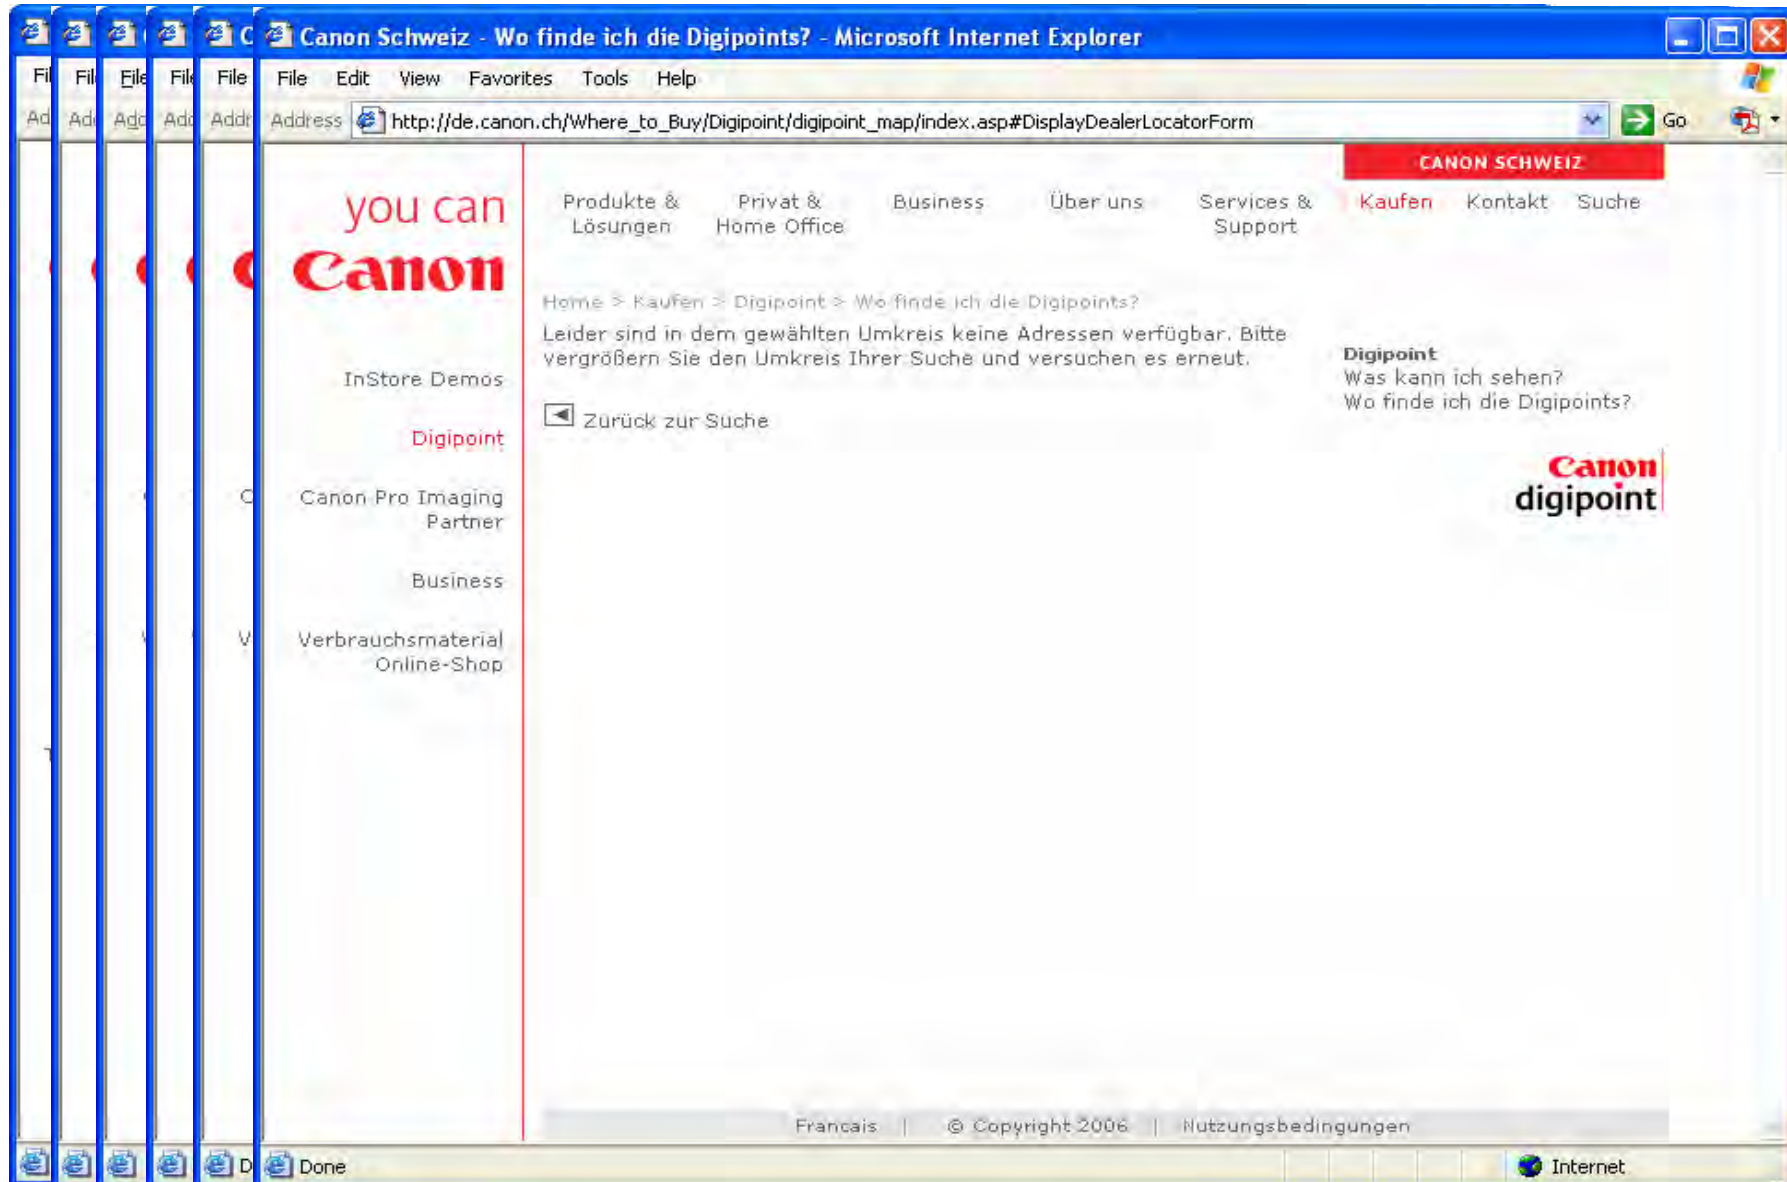 Canon Schweiz - Wo finde ich die Digipoints? - Microsoft Internet Explorer
File Edit View Favorites Tools Help
Address http://de.canon.ch/Where_to_Buy/Digipoint/digipoint_map/index.asp#DisplayDealerLocatorForm Go
CANON SCHWEIZ
you can
Canon
Produkte & Lösungen
Privat & Home Office
Business
Über uns
Services & Support
Kaufen
Kontakt
Suche
Home > Kaufen > Digipoint > Wo finde ich die Digipoints?
Leider sind in dem gewählten Umkreis keine Adressen verfügbar. Bitte
vergrößern Sie den Umkreis Ihrer Suche und versuchen es erneut.
Zurück zur Suche
InStore Demos
Digipoint
Canon Pro Imaging
Partner
Business
Verbrauchsmaterial
Online-Shop
Digipoint
Was kann ich sehen?
Wo finde ich die Digipoints?
Canon
digipoint
Francais | © Copyright 2006 | Nutzungsbedingungen
Done Internet